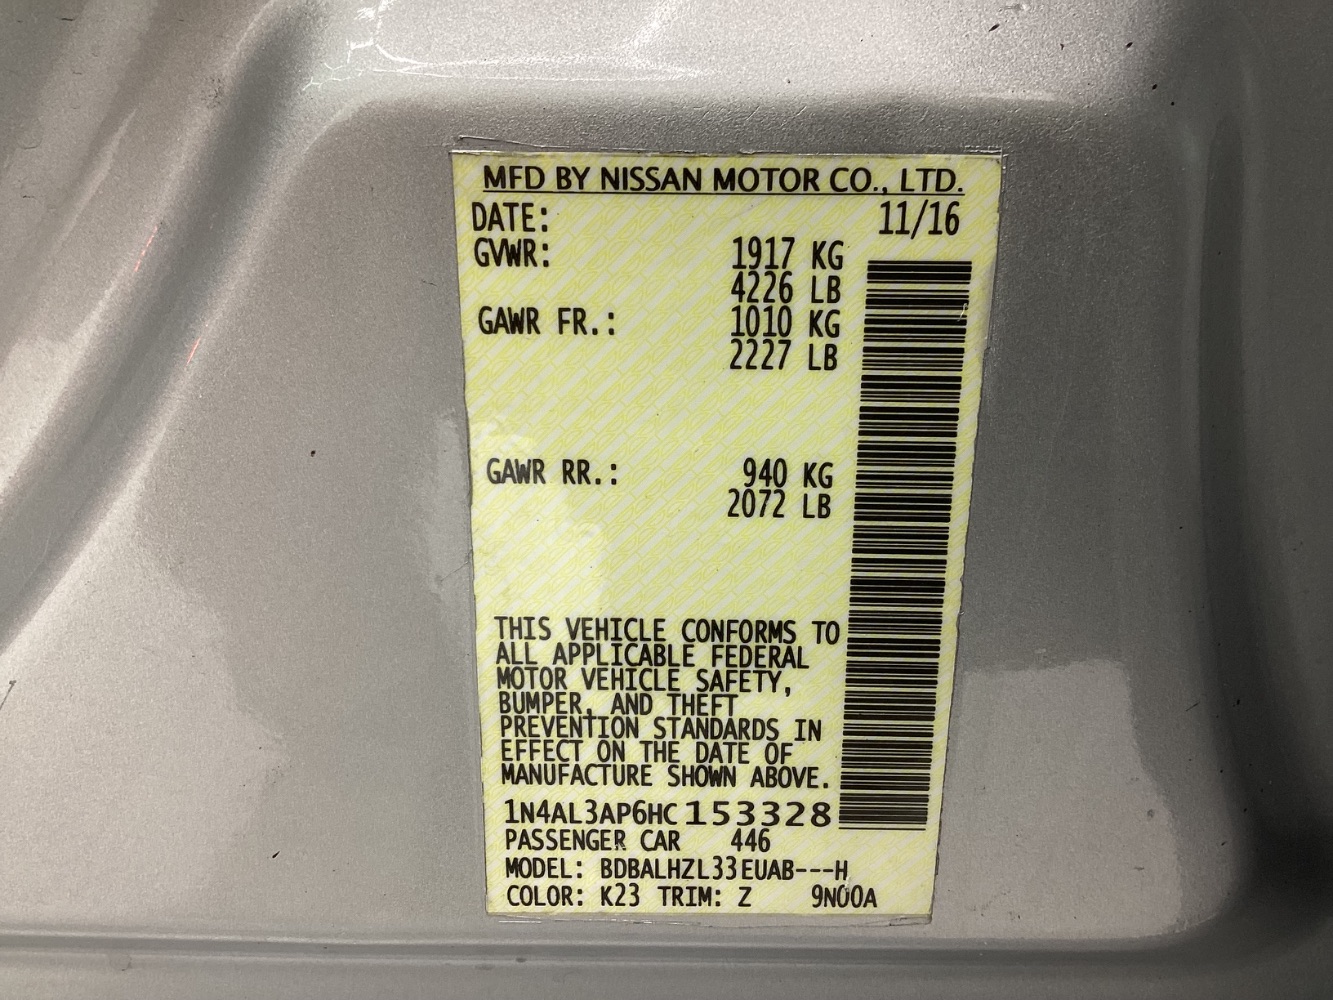 MFD BY NISSAN MOTOR CO., LTD.
DATE: 11/16
GVWR: 1917 KG
4226 LB
GAWR FR.: 1010 KG
2227 LB
GAWR RR.: 940 KG
2072 LB
THIS VEHICLE CONFORMS TO
ALL APPLICABLE FEDERAL
MOTOR VEHICLE SAFETY,
BUMPER, AND THEFT
PREVENTION STANDARDS IN
EFFECT ON THE DATE OF
MANUFACTURE SHOWN ABOVE.
1N4AL3AP6HC153328
PASSENGER CAR 446
MODEL: BDBALHZL33EUAB---H
COLOR: K23 TRIM: Z 9N00A